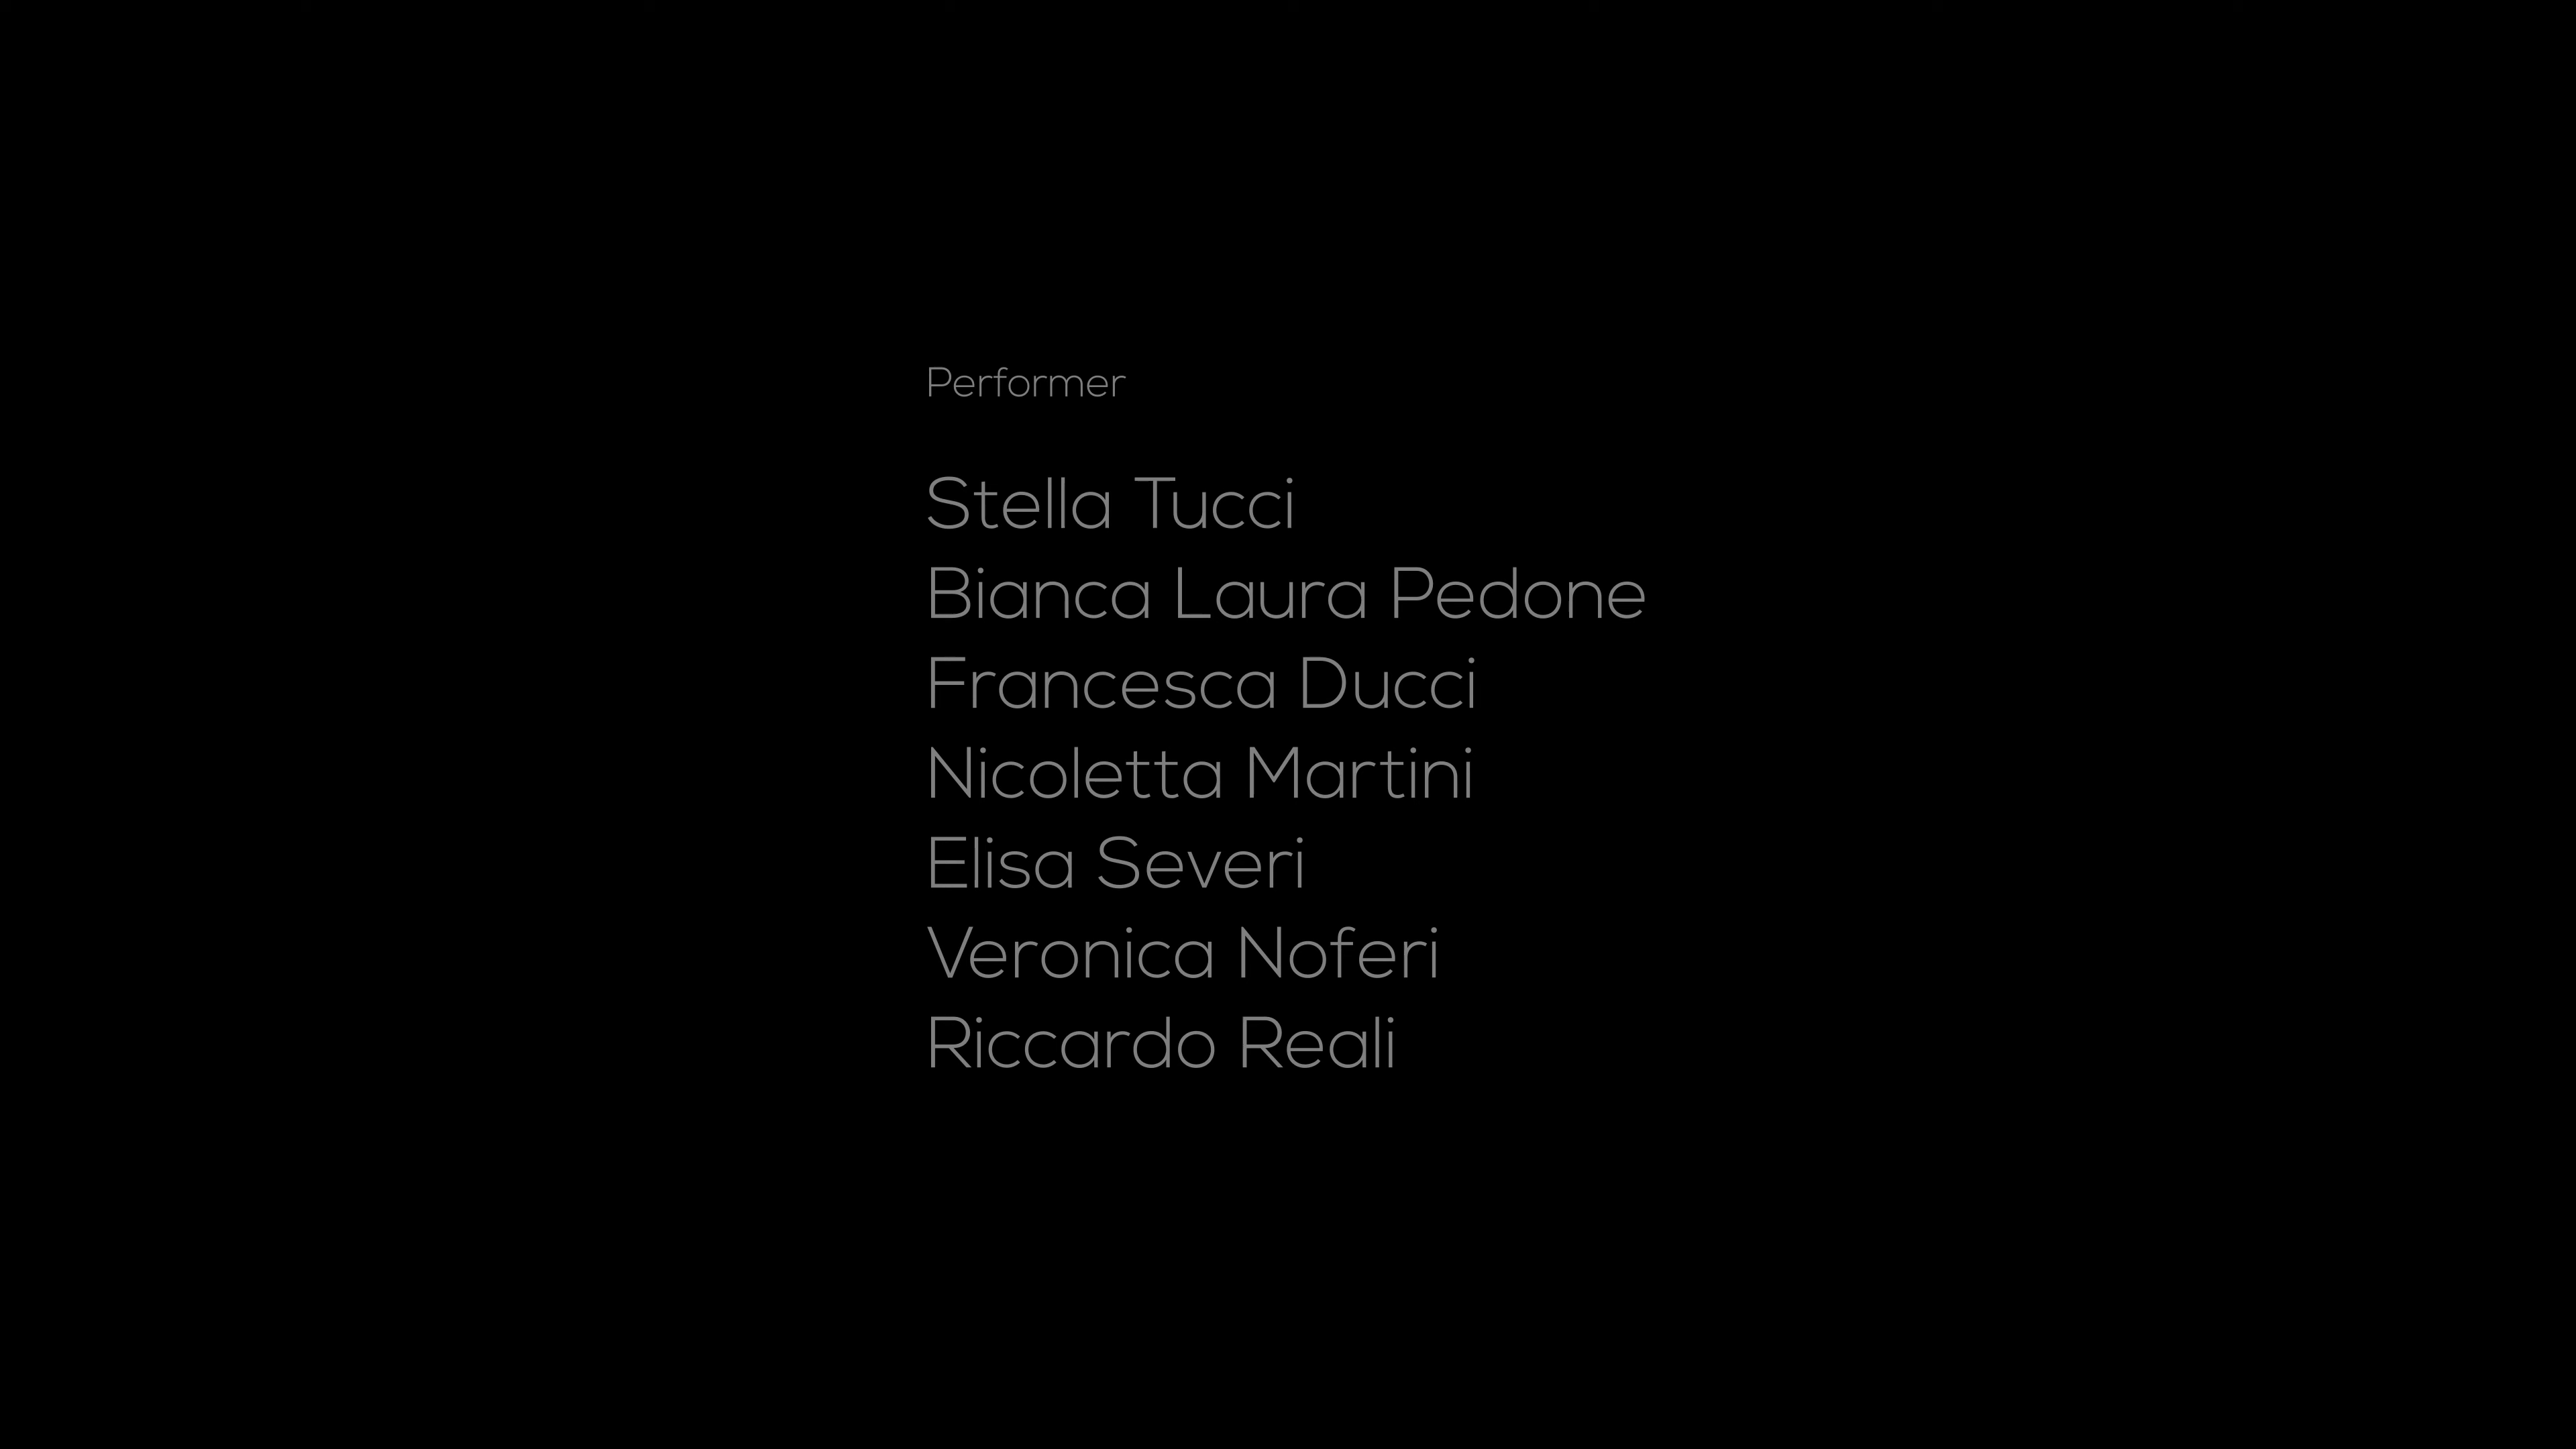 Performer
Stella Tucci
Bianca Laura Pedone
Francesca Ducci
Nicoletta Martini
Elisa Severi
Veronica Noferi
Riccardo Reali